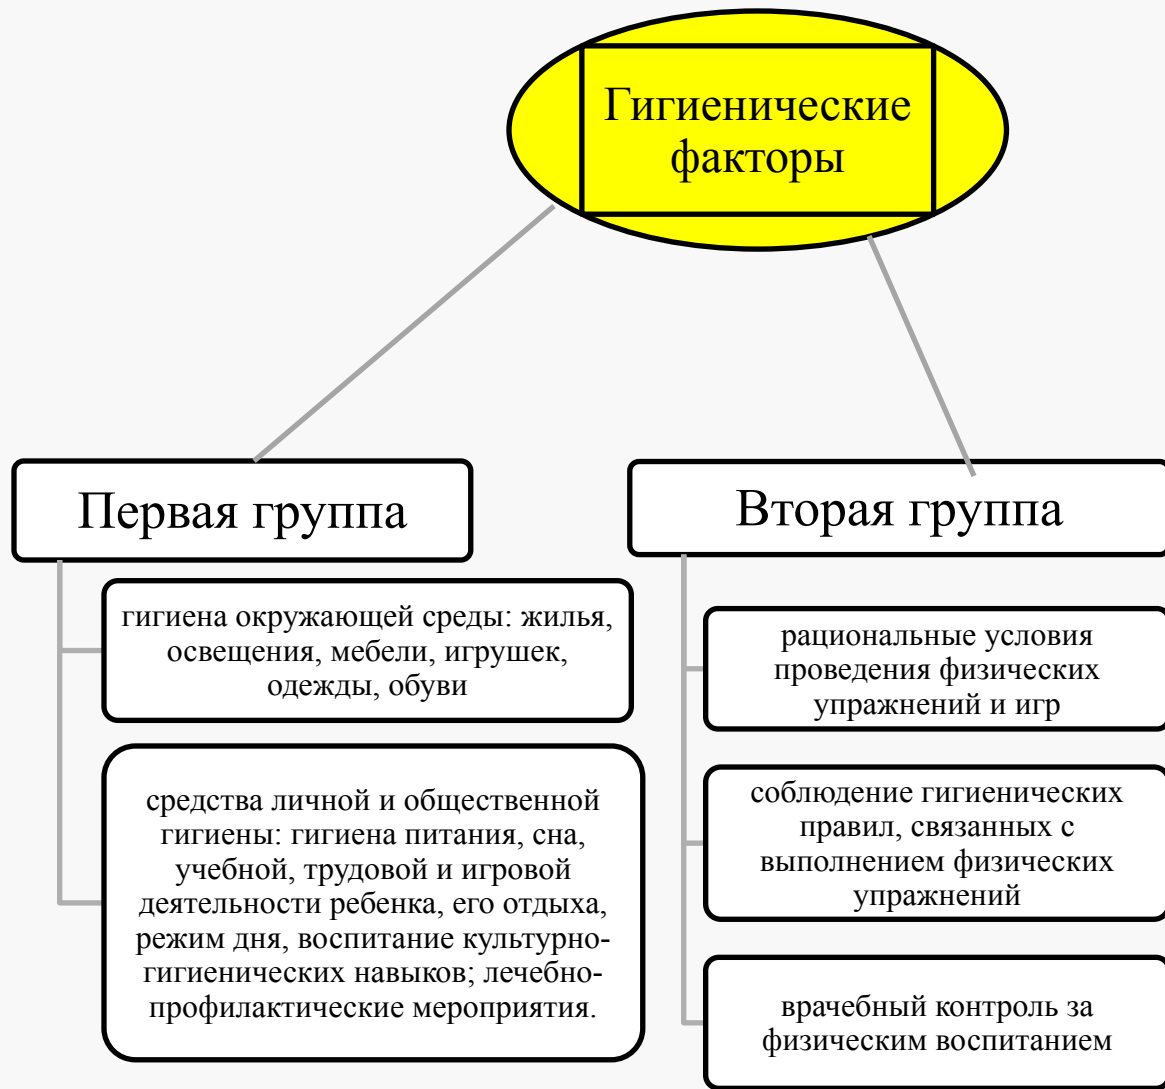 Гигиенические
факторы
Первая группа
гигиена окружающей среды: жилья,
освещения, мебели, игрушек,
одежды, обуви
средства личной и общественной
гигиены: гигиена питания, сна,
учебной, трудовой и игровой
деятельности ребенка, его отдыха,
режим дня, воспитание культурно-
гигиенических навыков; лечебно-
профилактические мероприятия.
Вторая группа
рациональные условия
проведения физических
упражнений и игр
соблюдение гигиенических
правил, связанных с
выполнением физических
упражнений
врачебный контроль за
физическим воспитанием